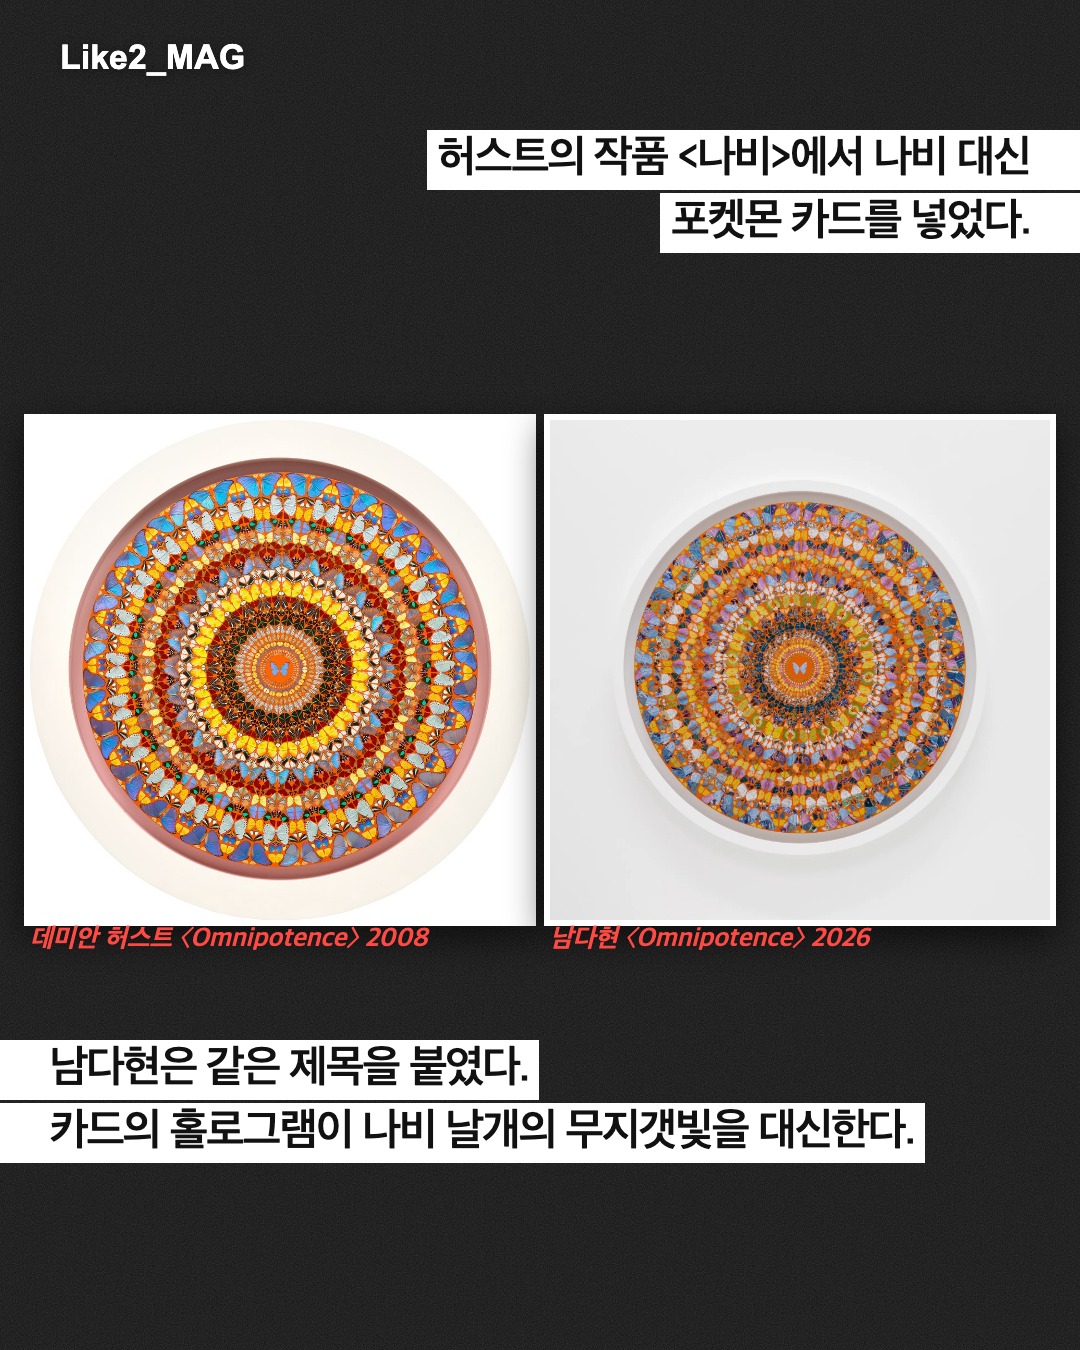 Like2_MAG
허스트의 작품 <나비>에서 나비 대신
포켓몬 카드를 넣었다.
데미안 허스트 〈Omnipotence〉 2008
남다현 〈Omnipotence〉 2026
남다현은 같은 제목을 붙였다.
카드의 홀로그램이 나비 날개의 무지갯빛을 대신한다.